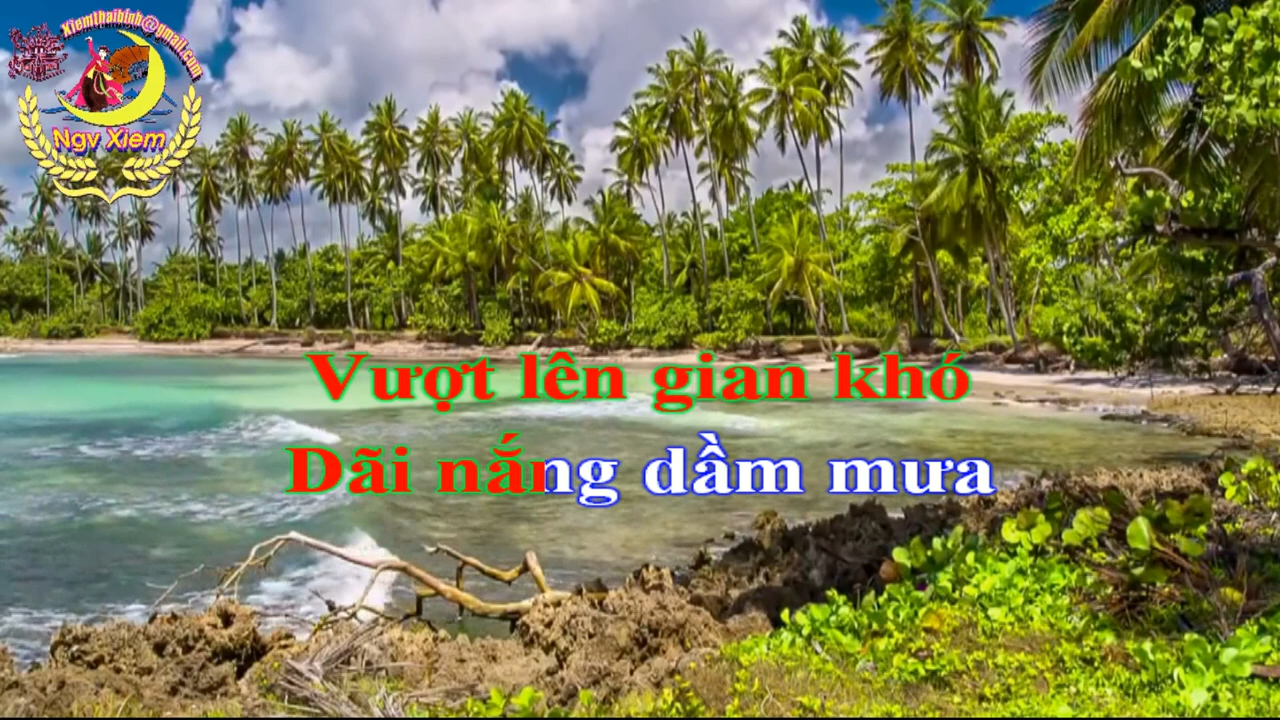 Xiemthaibinh@gmail.com
Ngv Xiem
Vượt lên gian khó
Dãi nắng dầm mưa